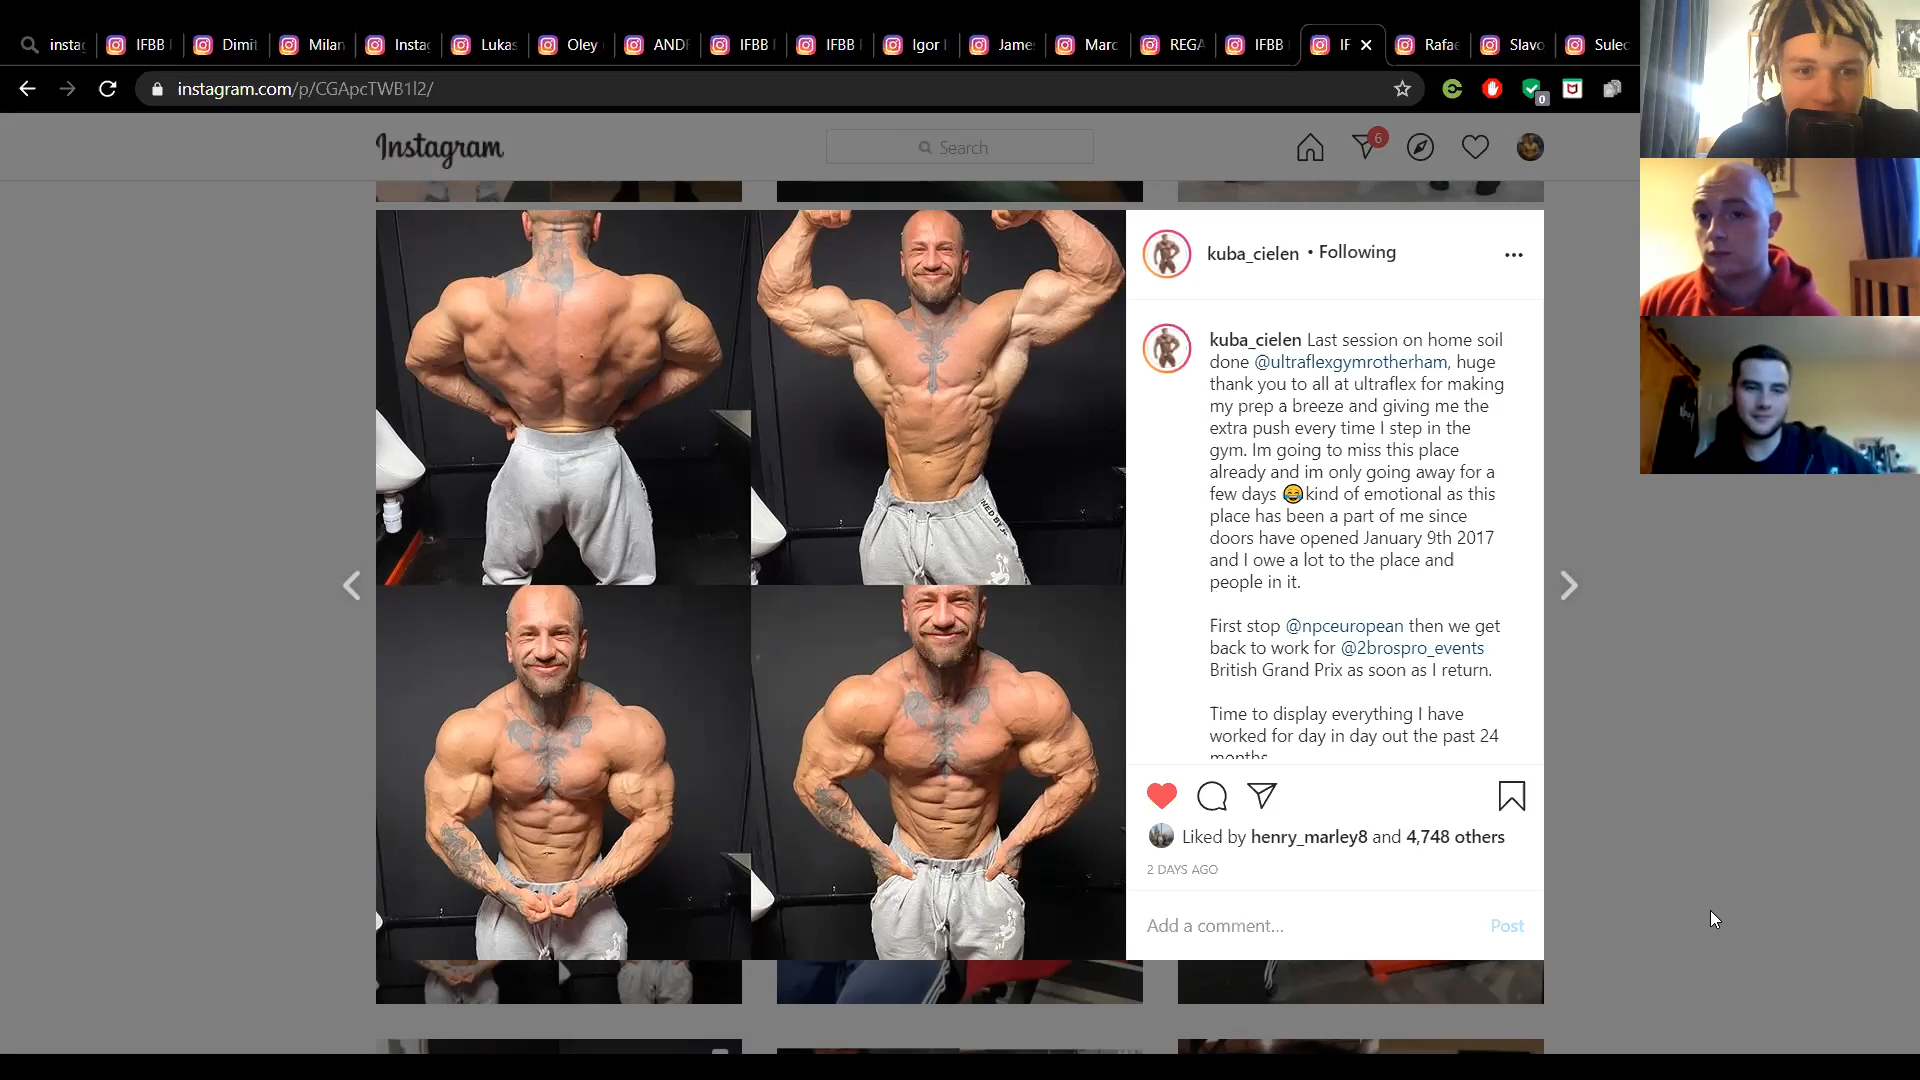 insta
IFBB
Dimit
Milan
Insta
Lukas
Oley
AND
IFBB
IFBB
Igor
Jame
Marc
REGA
IFBB
IF
Rafa
Slavo
Sulec
instagram.com/p/CGApcTWB1l2/
0
Instagram
Search
6
kuba_cielen • Following
kuba_cielen Last session on home soil
done @ultraflexgymrotherham, huge
thank you to all at ultraflex for making
my prep a breeze and giving me the
extra push every time I step in the
gym. Im going to miss this place
already and im only going away for a
few days 😂kind of emotional as this
place has been a part of me since
doors have opened January 9th 2017
and I owe a lot to the place and
people in it.
First stop @npceuropean then we get
back to work for @2brospro_events
British Grand Prix as soon as I return.
Time to display everything I have
worked for day in day out the past 24
months
Liked by henry_marley8 and 4,748 others
2 DAYS AGO
Add a comment...
Post